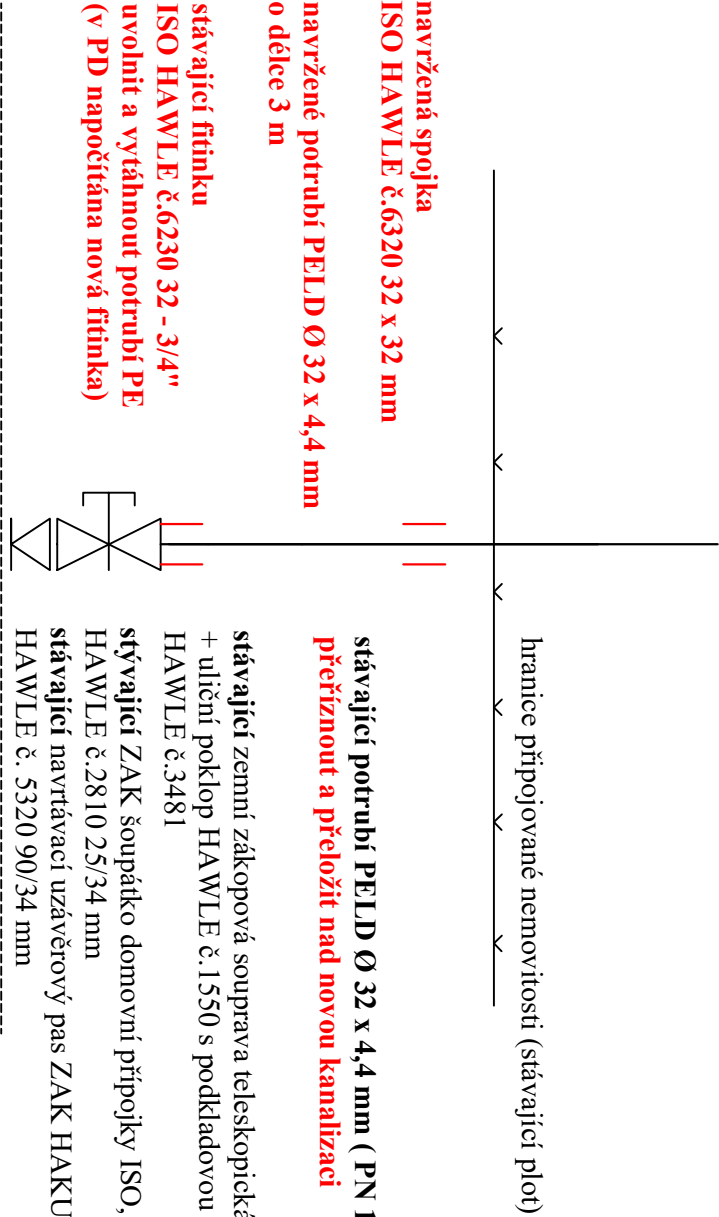 navržená spojka
ISO HAWLE č.6320 32 x 32 mm
navržené potrubí PELD Ø 32 x 4,4 mm
o délce 3 m
stávající fitinku
ISO HAWLE č.6230 32 - 3/4"
uvolnit a vytáhnout potrubí PE
(v PD napočítána nová fitinka)
hranice připojované nemovitosti (stávající plot)
stávající potrubí PELD Ø 32 x 4,4 mm ( PN 1
přeříznout a přeložit nad novou kanalizaci
stávající zemní zákopová souprava teleskopická
+ uliční poklop HAWLE č.1550 s podkladovou
HAWLE č.3481
stývající ZAK šoupátko domovní přípojky ISO,
HAWLE č.2810 25/34 mm
stávající navrtávací uzávěrový pas ZAK HAKU
HAWLE č. 5320 90/34 mm